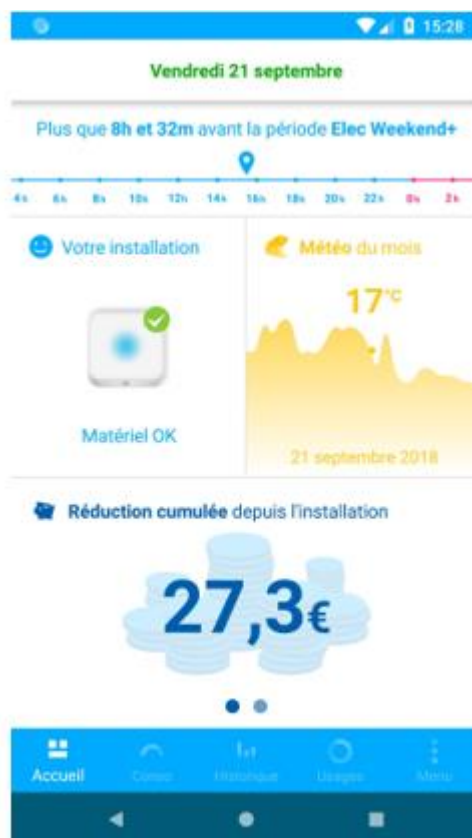 15:28
Vendredi 21 septembre
Plus que 8h et 32m avant la période Elec Weekend+
4h 6h 8h 10h 12h 14h 16h 18h 20h 22h 0h 2h
Votre installation
Matériel OK
Météo du mois
17°C
21 septembre 2018
Réduction cumulée depuis l'installation
27,3€
Accueil Conso Historique Usages Menu